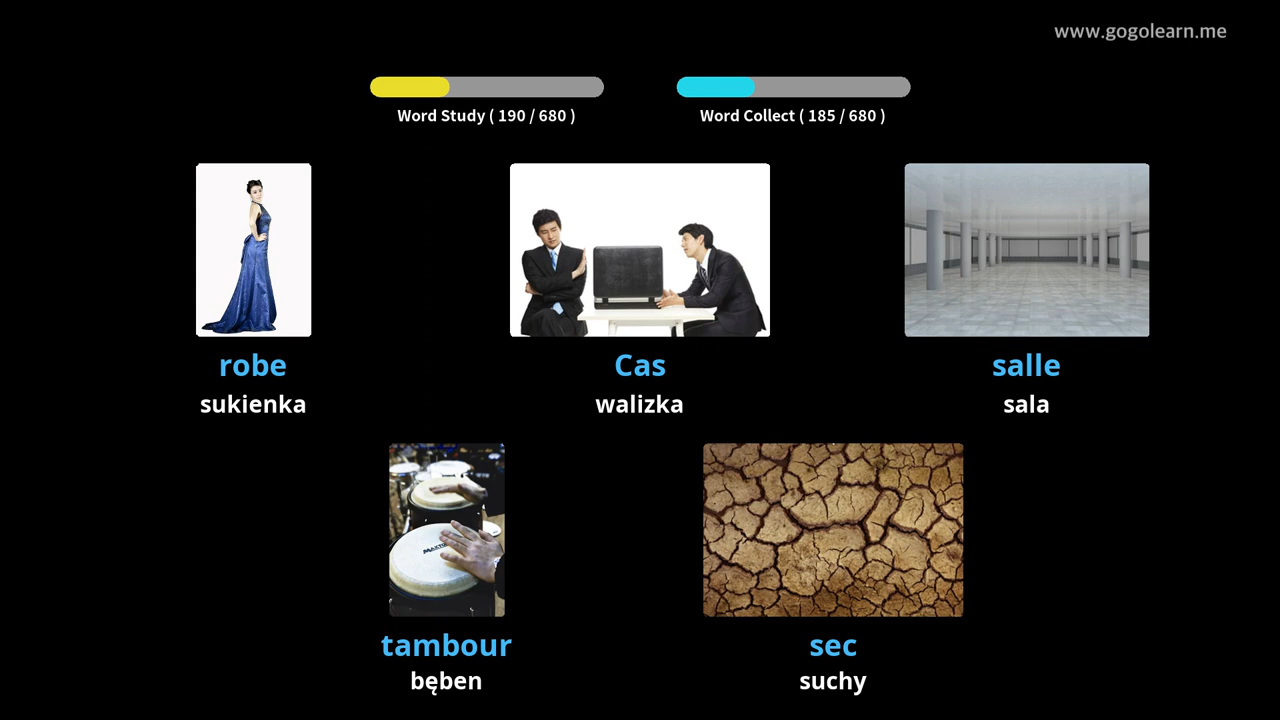 www.gogolearn.me
Word Study ( 190 / 680 )
Word Collect ( 185 / 680 )
robe
sukienka
Cas
walizka
salle
sala
tambour
bęben
sec
suchy